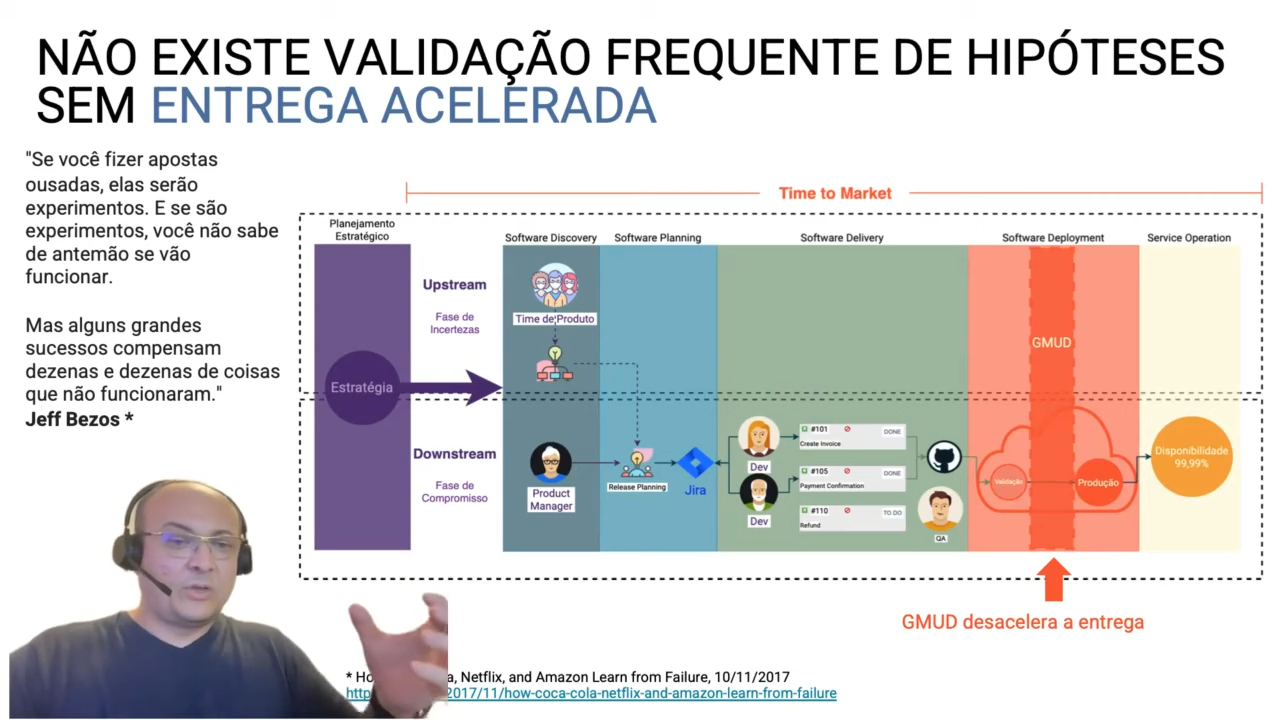 NÃO EXISTE VALIDAÇÃO FREQUENTE DE HIPÓTESES
SEM ENTREGA ACELERADA
"Se você fizer apostas
ousadas, elas serão
experimentos. E se são
experimentos, você não sabe
de antemão se vão
funcionar.
Mas alguns grandes
sucessos compensam
dezenas e dezenas de coisas
que não funcionaram."
Jeff Bezos *
Time to Market
Planejamento
Estratégico
Software Discovery
Software Planning
Software Delivery
Software Deployment
Service Operation
Upstream
Fase de
Incertezas
Time de Produto
GMUD
Estratégia
Downstream
Fase de
Compromisso
Product
Manager
Release Planning
Jira
Dev
Dev
#101
DONE
Create Invoice
#105
DONE
Payment Confirmation
#110
TO DO
Refund
QA
Validação
Produção
Disponibilidade
99,99%
GMUD desacelera a entrega
* Ho a, Netflix, and Amazon Learn from Failure, 10/11/2017
http 2017/11/how-coca-cola-netflix-and-amazon-learn-from-failure